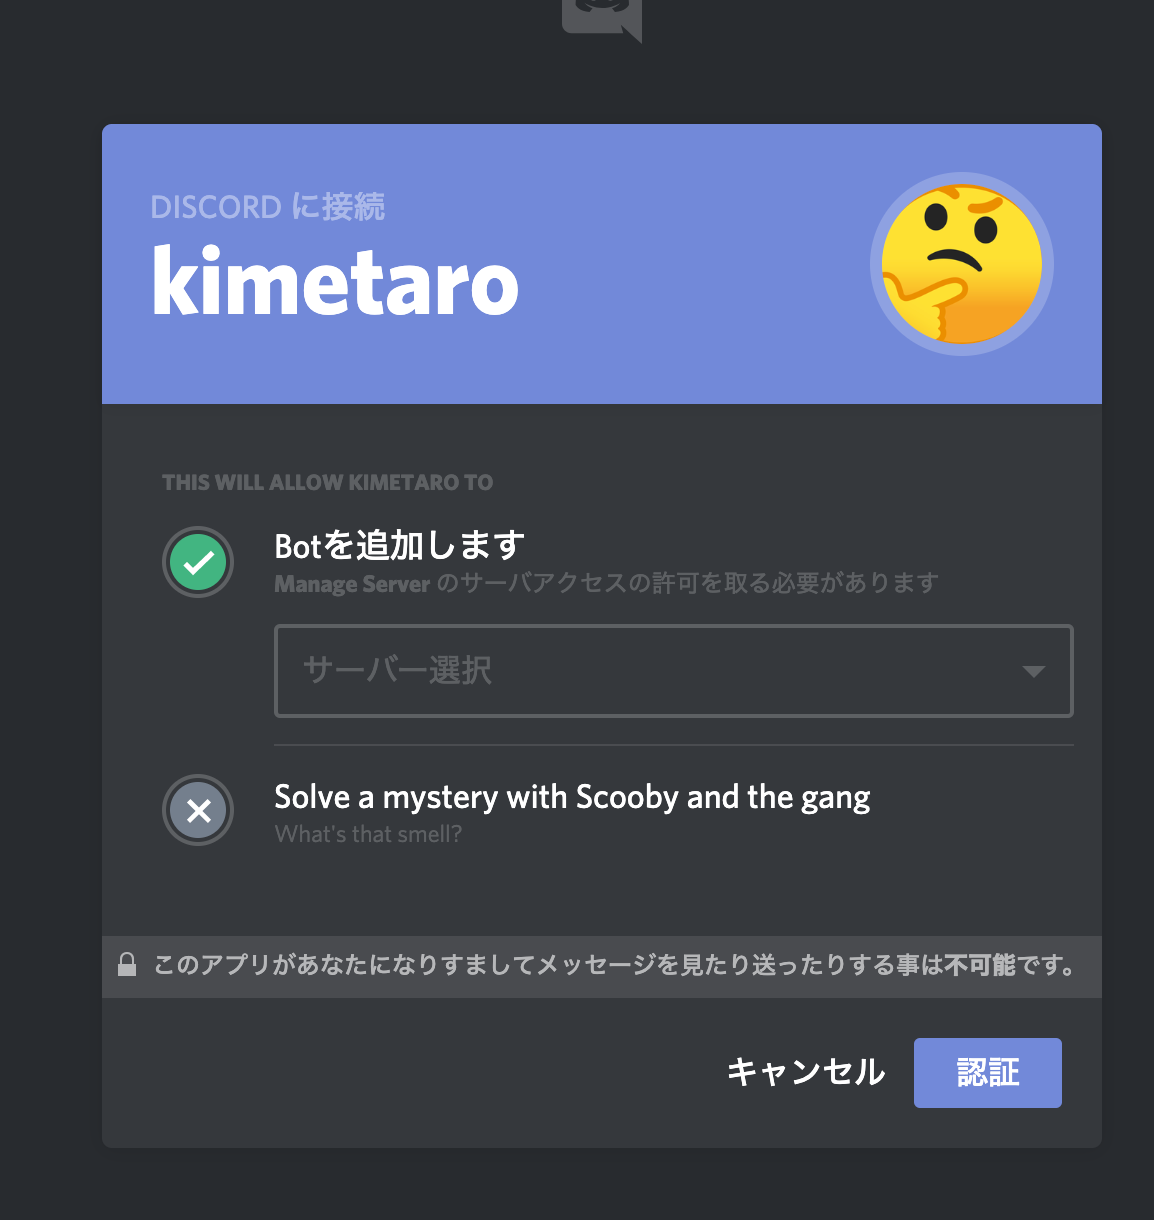 DISCORD に接続
kimetaro
THIS WILL ALLOW KIMETARO TO
Botを追加します
Manage Server のサーバアクセスの許可を取る必要があります
サーバー選択
Solve a mystery with Scooby and the gang
What's that smell?
このアプリがあなたになりすましてメッセージを見たり送ったりする事は不可能です。
キャンセル
認証